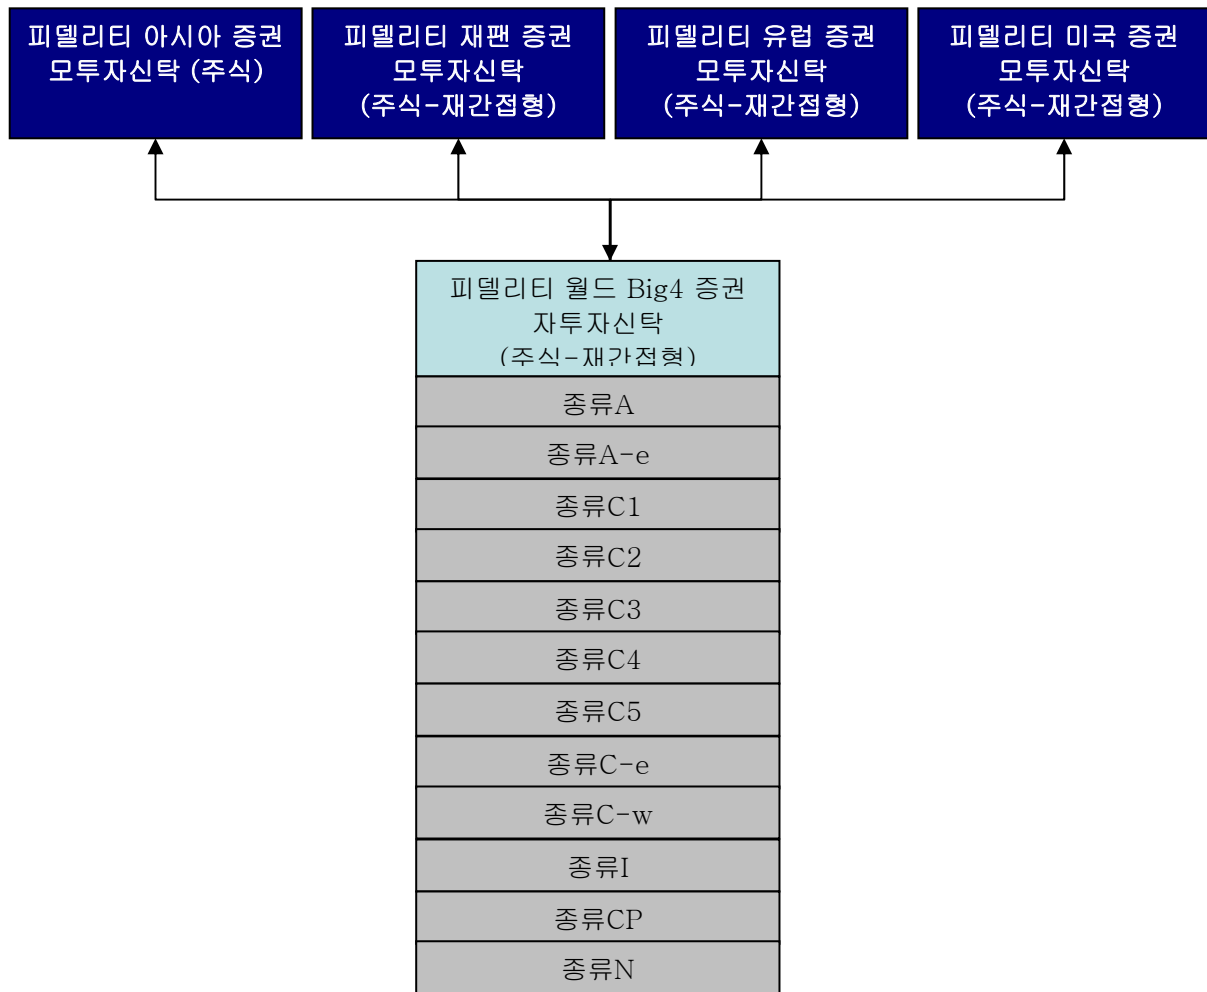 피델리티 아시아 증권
모투자신탁 (주식)
피델리티 재팬 증권
모투자신탁
(주식-재간접형)
피델리티 유럽 증권
모투자신탁
(주식-재간접형)
피델리티 미국 증권
모투자신탁
(주식-재간접형)
피델리티 월드 Big4 증권
자투자신탁
(주식-재간접형)
종류A
종류A-e
종류C1
종류C2
종류C3
종류C4
종류C5
종류C-e
종류C-w
종류I
종류CP
종류N